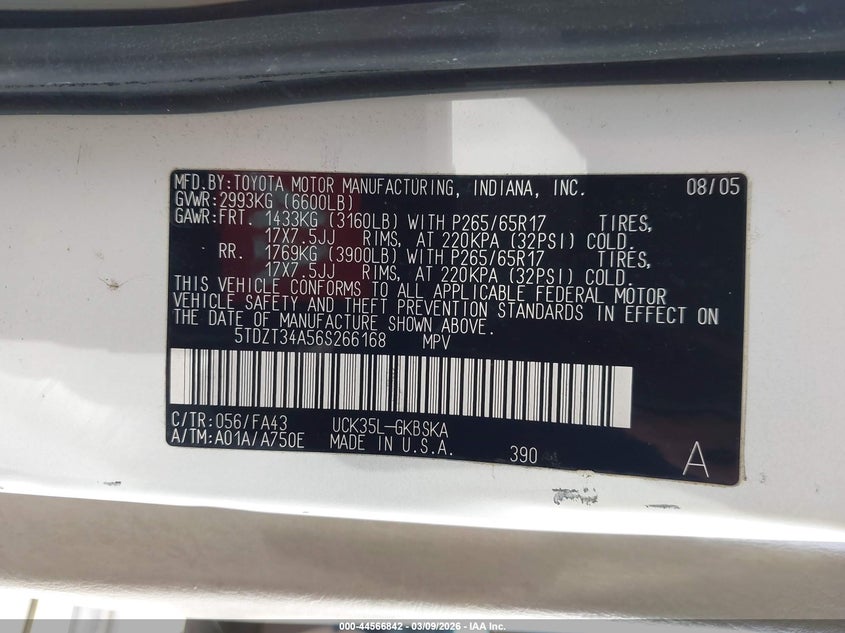 MFD.BY:TOYOTA MOTOR MANUFACTURING, INDIANA, INC. 08/05
GVWR:2993KG (6600LB)
GAWR:FRT. 1433KG (3160LB) WITH P265/65R17 TIRES,
17X7.5JJ RIMS, AT 220KPA (32PSI) COLD.
RR. 1769KG (3900LB) WITH P265/65R17 TIRES,
17X7.5JJ RIMS, AT 220KPA (32PSI) COLD.
THIS VEHICLE CONFORMS TO ALL APPLICABLE FEDERAL MOTOR
VEHICLE SAFETY AND THEFT PREVENTION STANDARDS IN EFFECT ON
THE DATE OF MANUFACTURE SHOWN ABOVE.
5TDZT34A56S266168 MPV
C/TR:056/FA43 UCK35L-GKBSKA
A/TM:A01A/A750E MADE IN U.S.A. 390 A
000-44566842 - 03/09/2026 - IAA Inc.